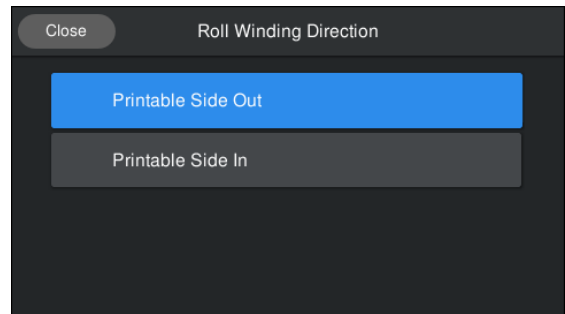 Close Roll Winding Direction
Printable Side Out
Printable Side In